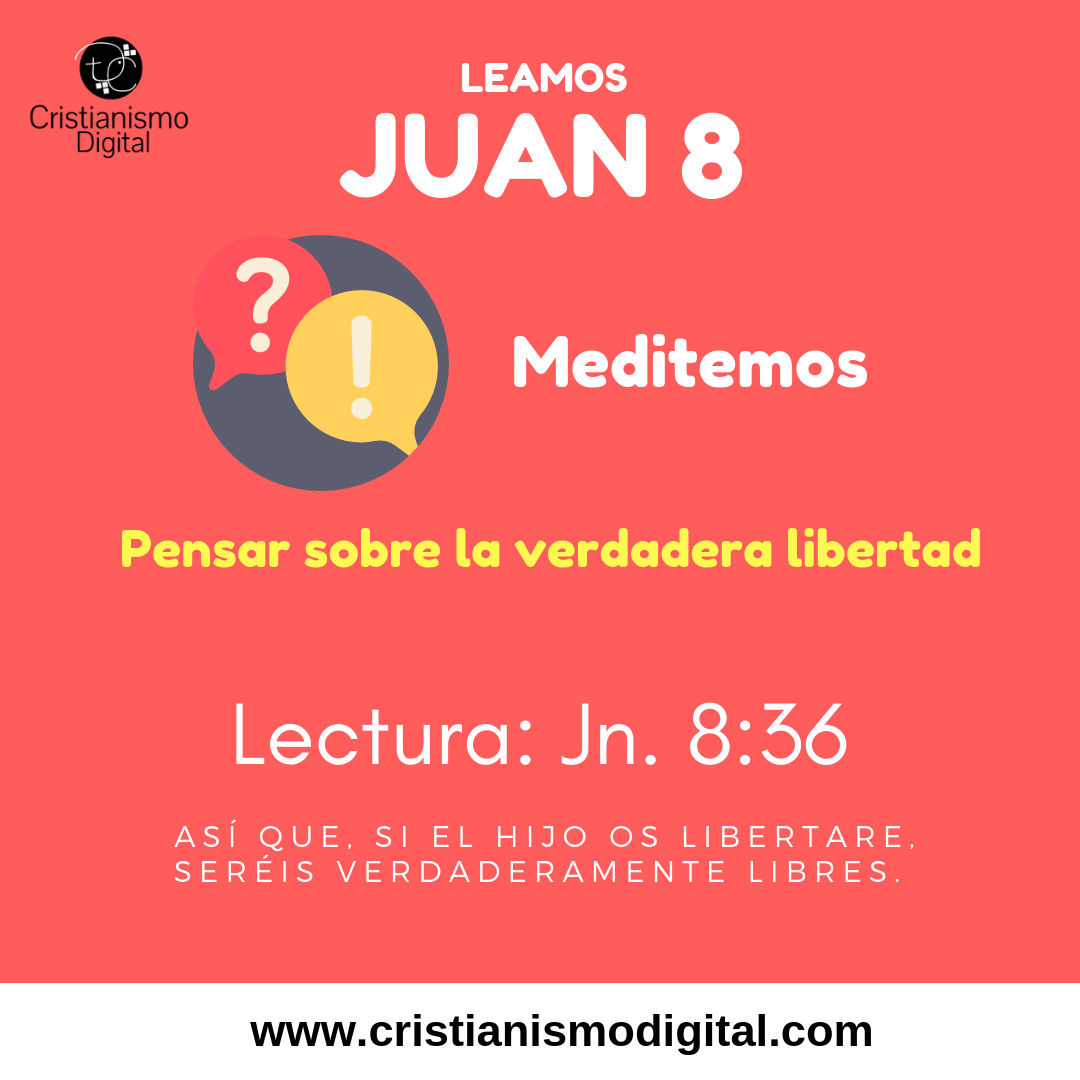 Cristianismo
Digital
LEAMOS
JUAN 8
?
!
Meditemos
Pensar sobre la verdadera libertad
Lectura: Jn. 8:36
ASÍ QUE, SI EL HIJO OS LIBERTARE,
SERÉIS VERDADERAMENTE LIBRES.
www.cristianismodigital.com